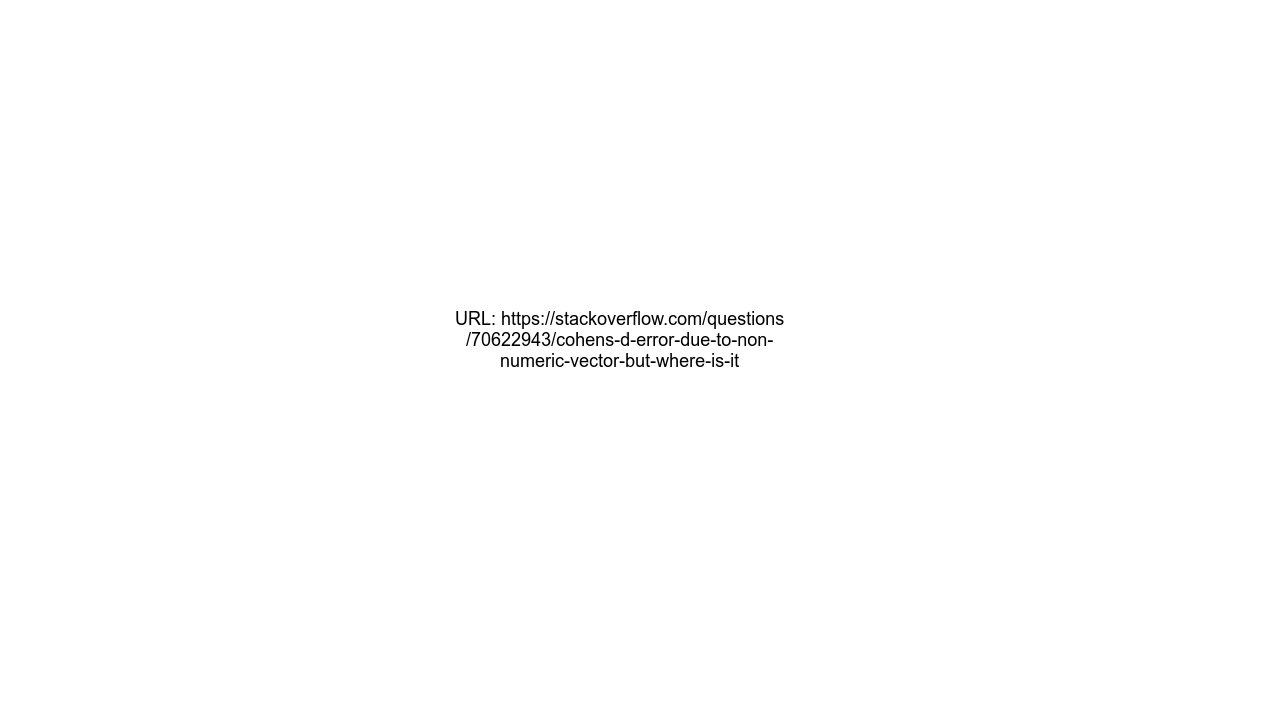 URL: https://stackoverflow.com/questions
/70622943/cohens-d-error-due-to-non-
numeric-vector-but-where-is-it